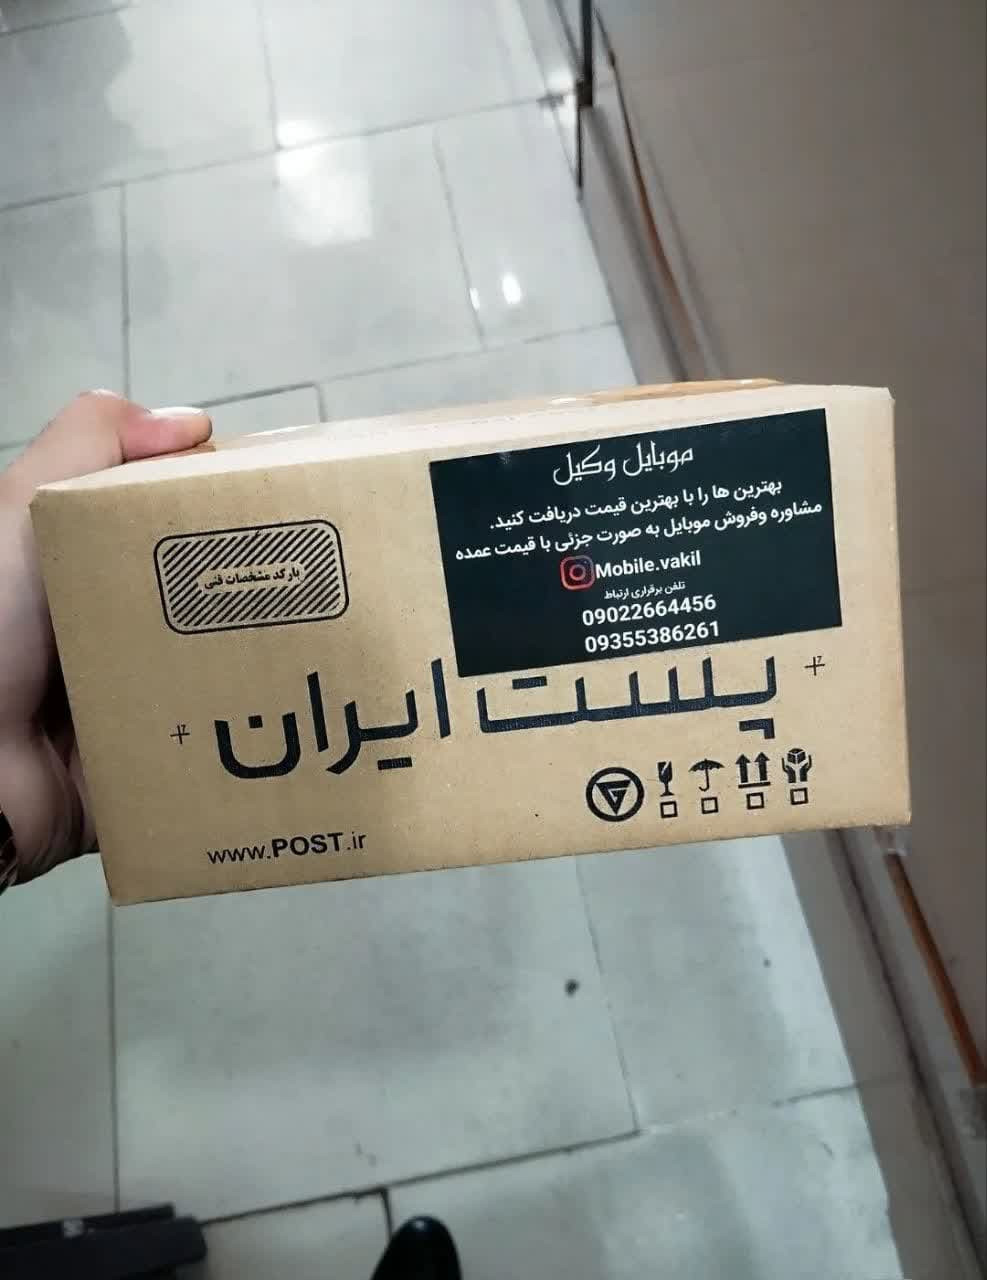 موبایل وکیل
بهترین ها را با بهترین قیمت دریافت کنید.
مشاوره وفروش موبایل به صورت جزئی با قیمت عمده
Mobile.vakil
تلفن برقراری ارتباط
09022664456
09355386261
بارکد مشخصات فنی
پست ایران
www.POST.ir